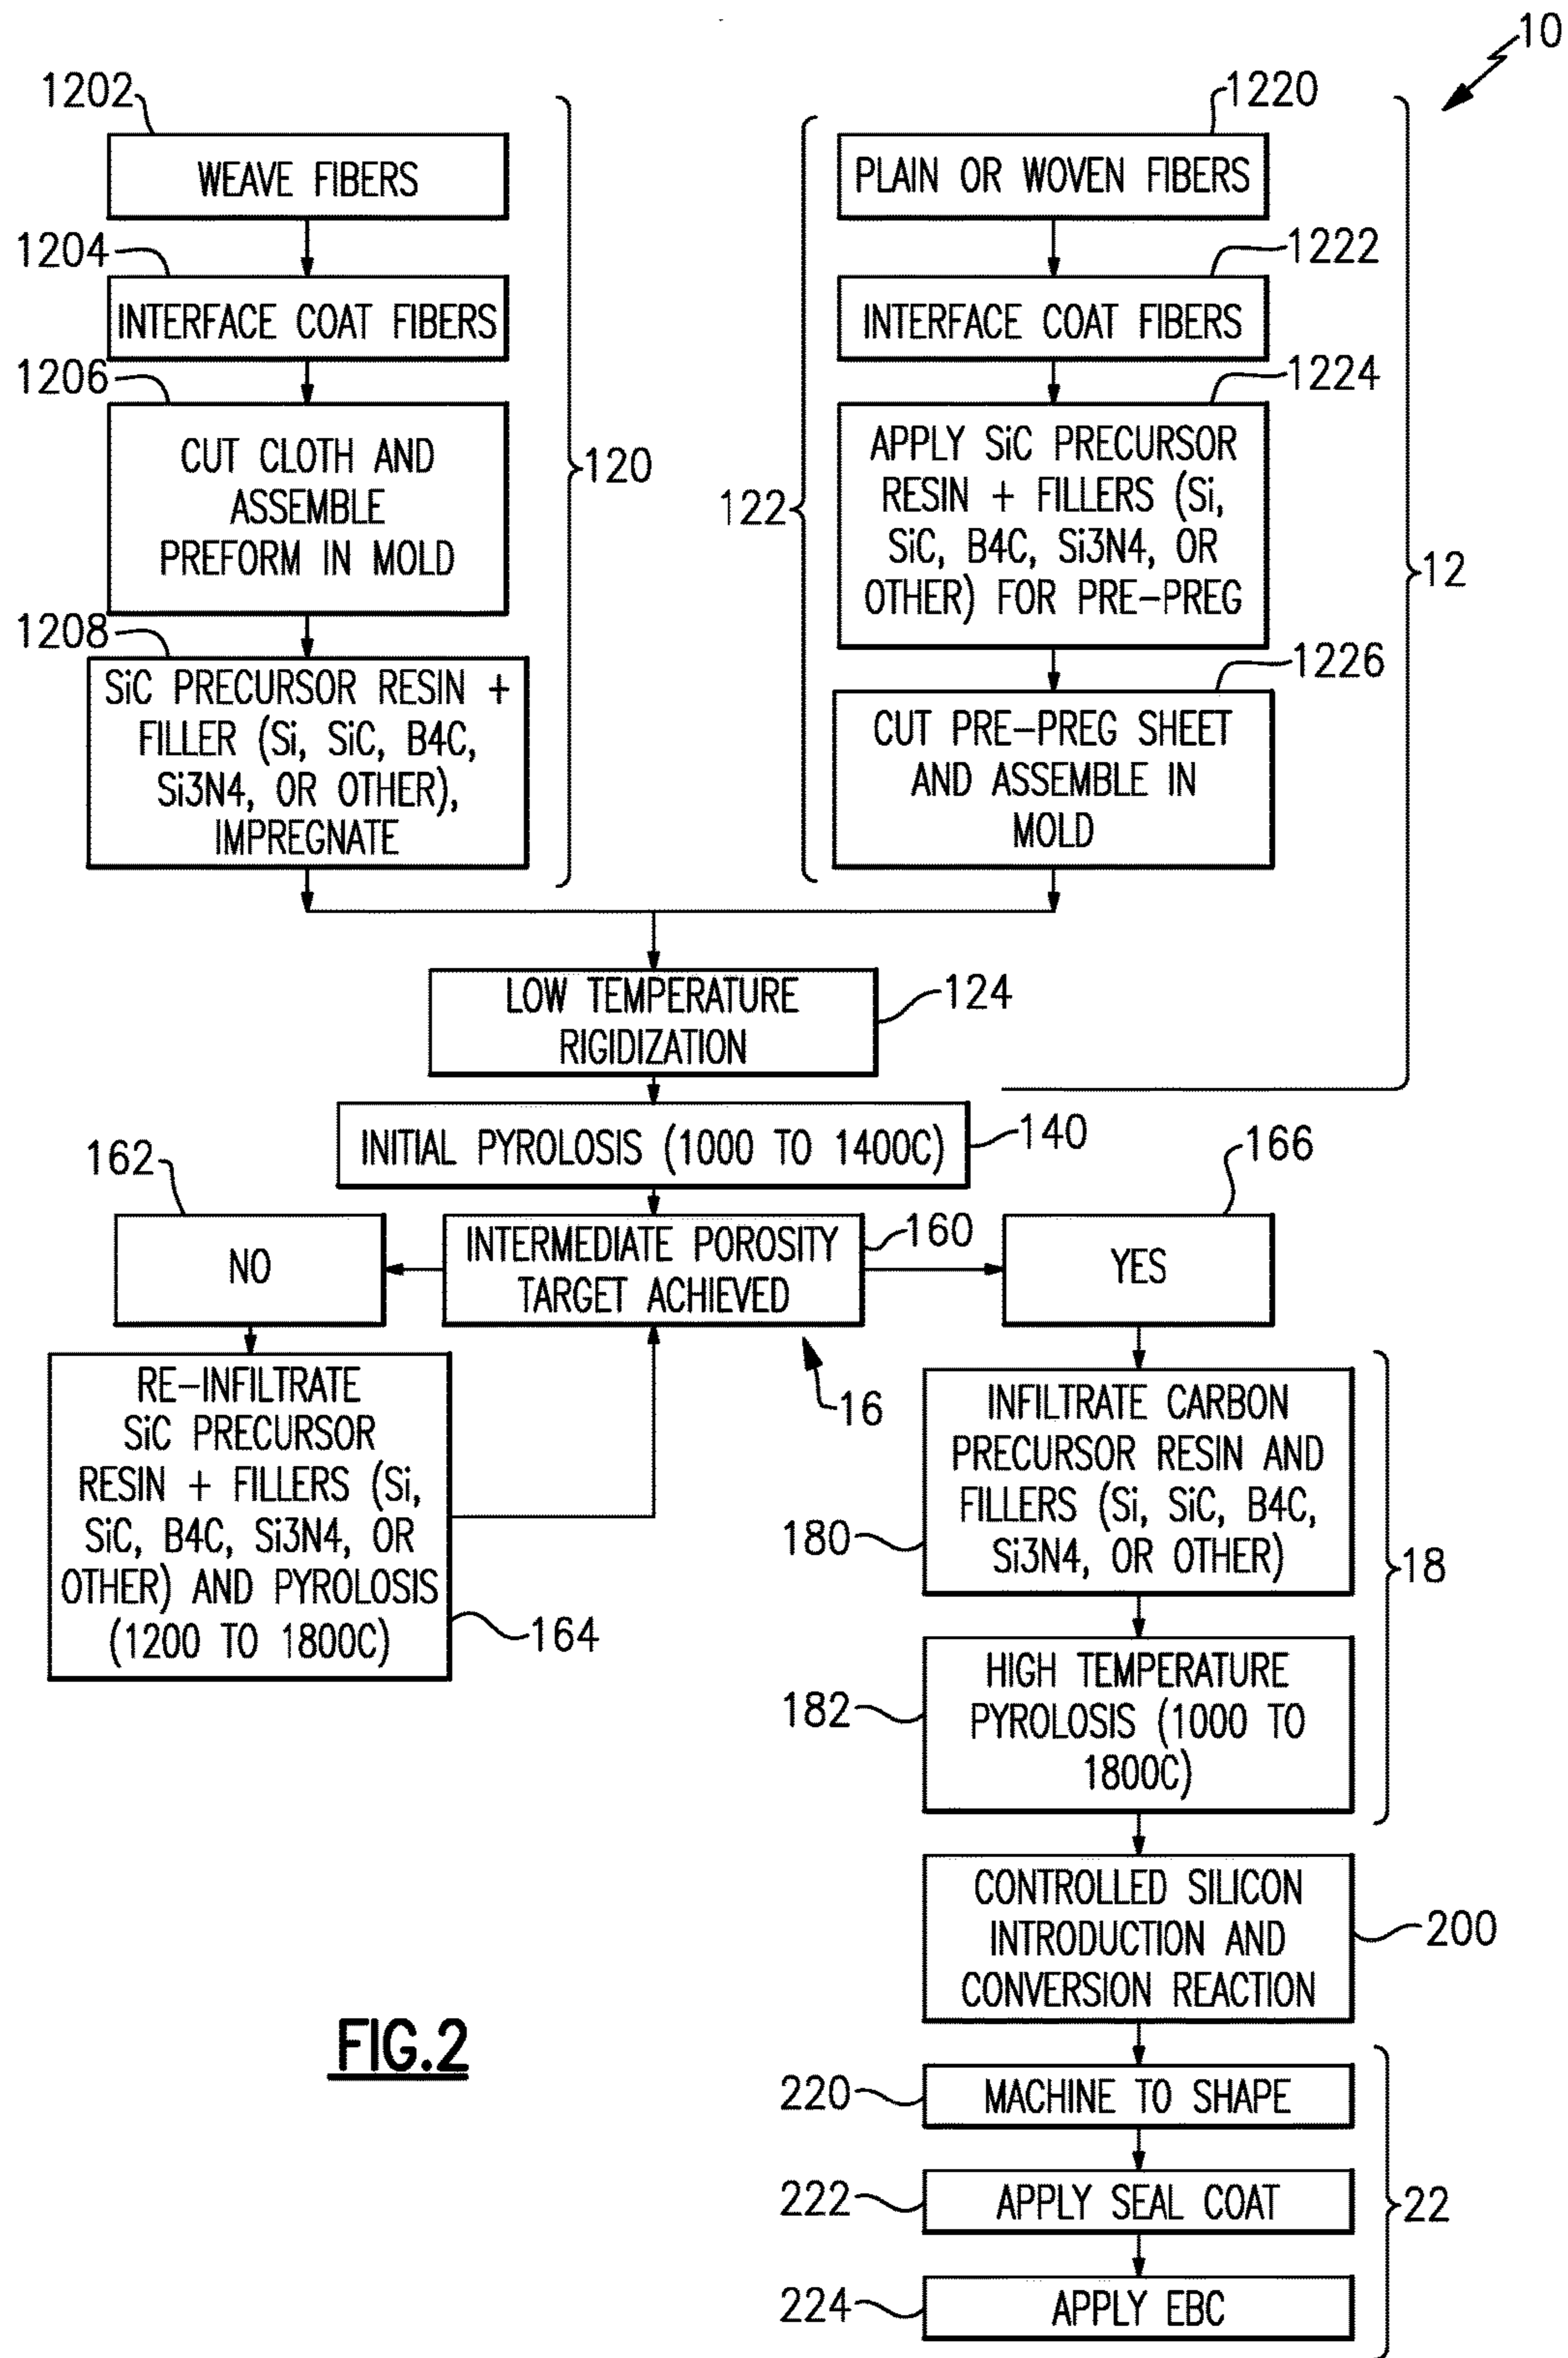 10
1202
WEAVE FIBERS
1204
INTERFACE COAT FIBERS
1206
CUT CLOTH AND
ASSEMBLE
PREFORM IN MOLD
1208
SiC PRECURSOR RESIN +
FILLER (Si, SiC, B4C,
Si3N4, OR OTHER),
IMPREGNATE
120
1220
PLAIN OR WOVEN FIBERS
1222
INTERFACE COAT FIBERS
1224
APPLY SiC PRECURSOR
RESIN + FILLERS (Si,
SiC, B4C, Si3N4, OR
OTHER) FOR PRE-PREG
122
1226
CUT PRE-PREG SHEET
AND ASSEMBLE IN
MOLD
12
LOW TEMPERATURE
RIGIDIZATION
124
INITIAL PYROLOSIS (1000 TO 1400C)
140
162
NO
INTERMEDIATE POROSITY
TARGET ACHIEVED
160
166
YES
16
RE-INFILTRATE
SiC PRECURSOR
RESIN + FILLERS (Si,
SiC, B4C, Si3N4, OR
OTHER) AND PYROLOSIS
(1200 TO 1800C)
164
INFILTRATE CARBON
PRECURSOR RESIN AND
FILLERS (Si, SiC, B4C,
Si3N4, OR OTHER)
180
18
HIGH TEMPERATURE
PYROLOSIS (1000 TO
1800C)
182
CONTROLLED SILICON
INTRODUCTION AND
CONVERSION REACTION
200
FIG.2
220
MACHINE TO SHAPE
222
APPLY SEAL COAT
22
224
APPLY EBC